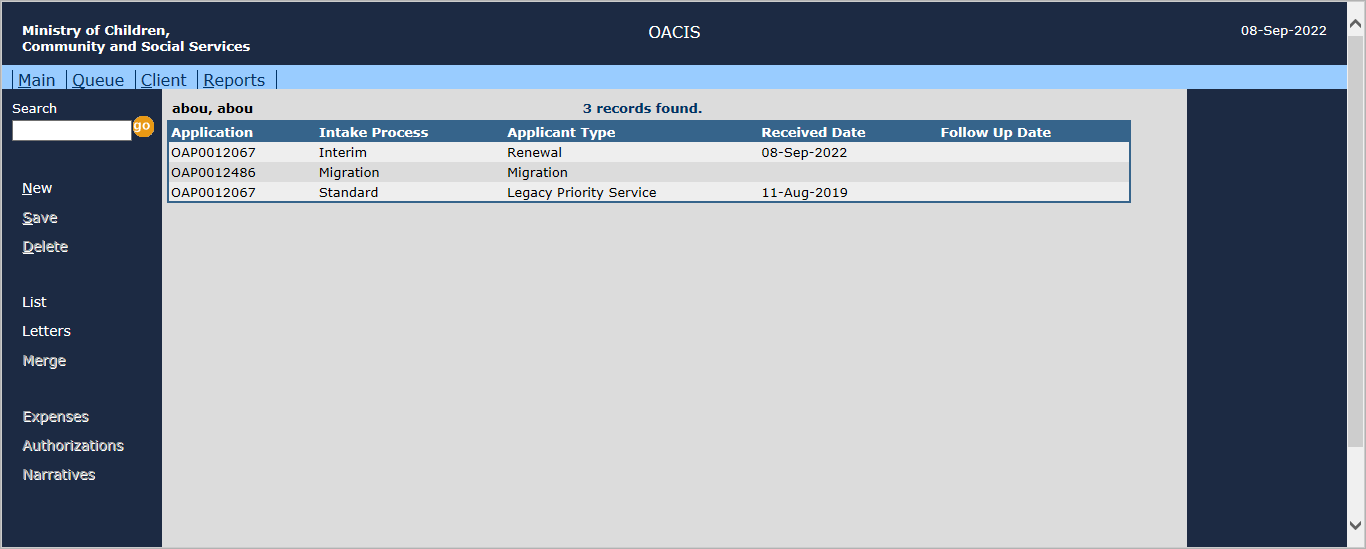 Ministry of Children,
Community and Social Services
OACIS
08-Sep-2022
Main Queue Client Reports
Search
go
New
Save
Delete
List
Letters
Merge
Expenses
Authorizations
Narratives
abou, abou
3 records found.
Application Intake Process Applicant Type Received Date Follow Up Date
OAP0012067 Interim Renewal 08-Sep-2022
OAP0012486 Migration Migration
OAP0012067 Standard Legacy Priority Service 11-Aug-2019